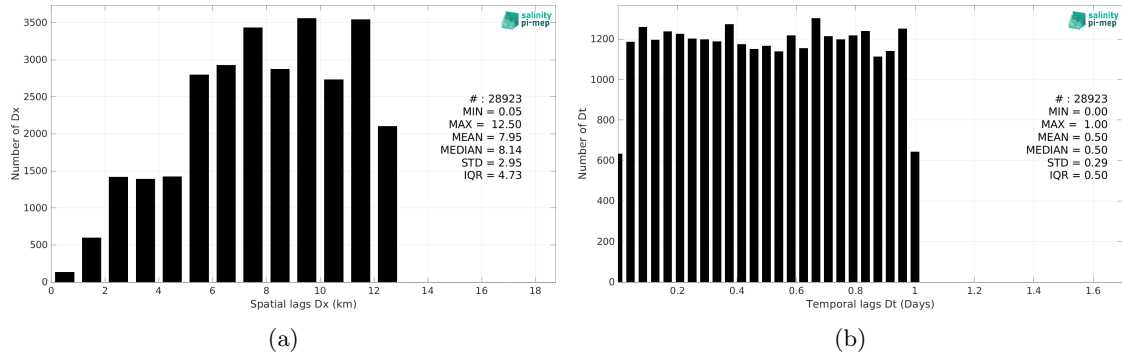 3500
3000
2500
2000
1500
1000
500
0
Number of Dx
0 2 4 6 8 10 12 14 16 18
Spatial lags Dx (km)
salinity
pi-mep
# : 28923
MIN = 0.05
MAX = 12.50
MEAN = 7.95
MEDIAN = 8.14
STD = 2.95
IQR = 4.73
(a)
1200
1000
800
600
400
200
0
Number of Dt
0.2 0.4 0.6 0.8 1 1.2 1.4 1.6
Temporal lags Dt (Days)
salinity
pi-mep
# : 28923
MIN = 0.00
MAX = 1.00
MEAN = 0.50
MEDIAN = 0.50
STD = 0.29
IQR = 0.50
(b)